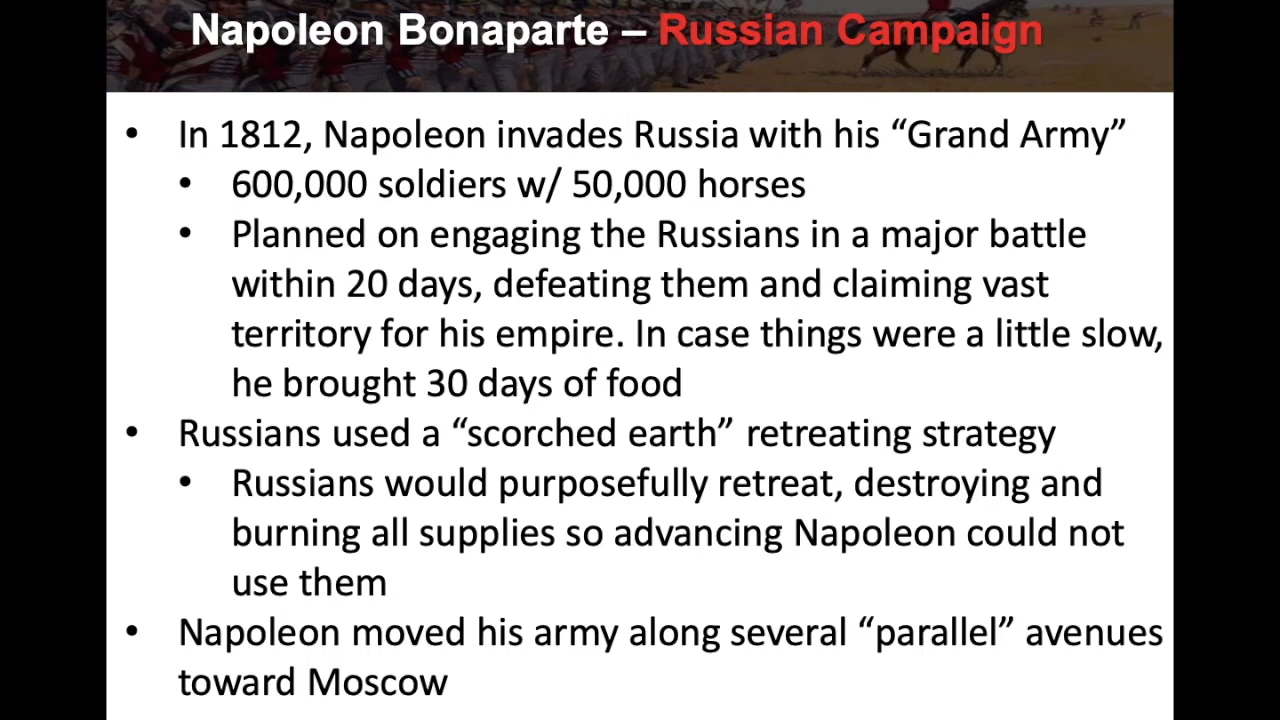 Napoleon Bonaparte – Russian Campaign
• In 1812, Napoleon invades Russia with his “Grand Army”
• 600,000 soldiers w/ 50,000 horses
• Planned on engaging the Russians in a major battle
within 20 days, defeating them and claiming vast
territory for his empire. In case things were a little slow,
he brought 30 days of food
• Russians used a “scorched earth” retreating strategy
• Russians would purposefully retreat, destroying and
burning all supplies so advancing Napoleon could not
use them
• Napoleon moved his army along several “parallel” avenues
toward Moscow